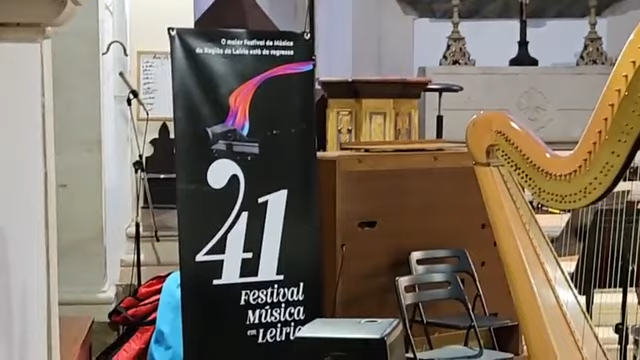 O maior Festival de Música
da Região de Leiria está de regresso
41
Festival
Música
em Leiria